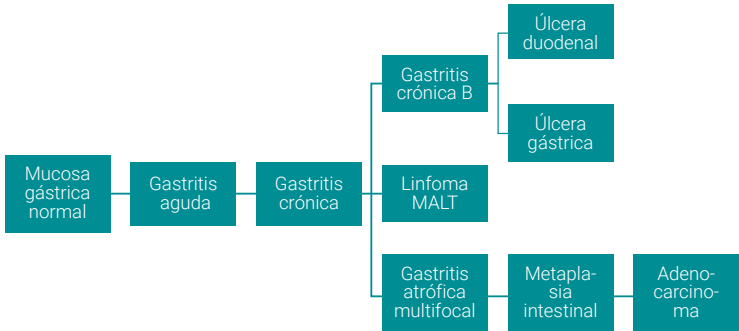 Mucosa
gástrica
normal
Gastritis
aguda
Gastritis
crónica
Gastritis
crónica B
Úlcera
duodenal
Úlcera
gástrica
Linfoma
MALT
Gastritis
atrófica
multifocal
Metapla-
sia
intestinal
Adeno-
carcino-
ma